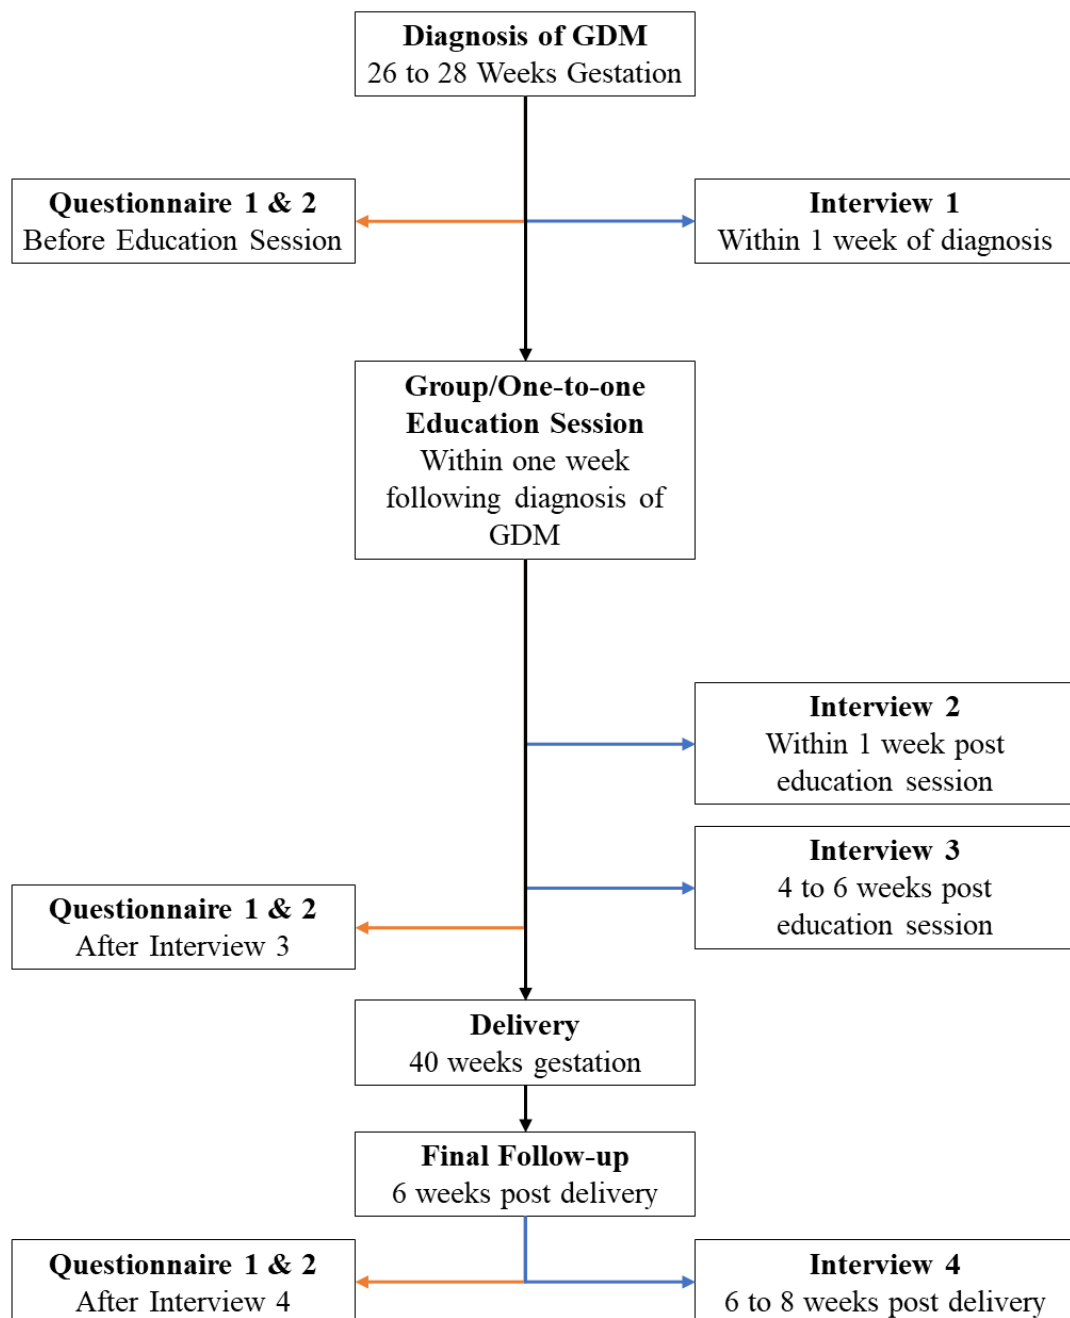 Diagnosis of GDM
26 to 28 Weeks Gestation
Questionnaire 1 & 2
Before Education Session
Interview 1
Within 1 week of diagnosis
Group/One-to-one
Education Session
Within one week
following diagnosis of
GDM
Interview 2
Within 1 week post
education session
Interview 3
4 to 6 weeks post
education session
Questionnaire 1 & 2
After Interview 3
Delivery
40 weeks gestation
Final Follow-up
6 weeks post delivery
Questionnaire 1 & 2
After Interview 4
Interview 4
6 to 8 weeks post delivery